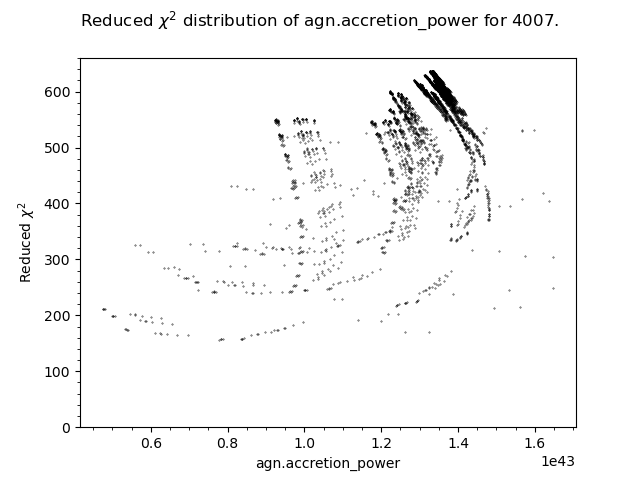 Reduced χ² distribution of agn.accretion_power for 4007.
600
500
400
300
200
100
0
Reduced χ²
0.6 0.8 1.0 1.2 1.4 1.6
1e43
agn.accretion_power